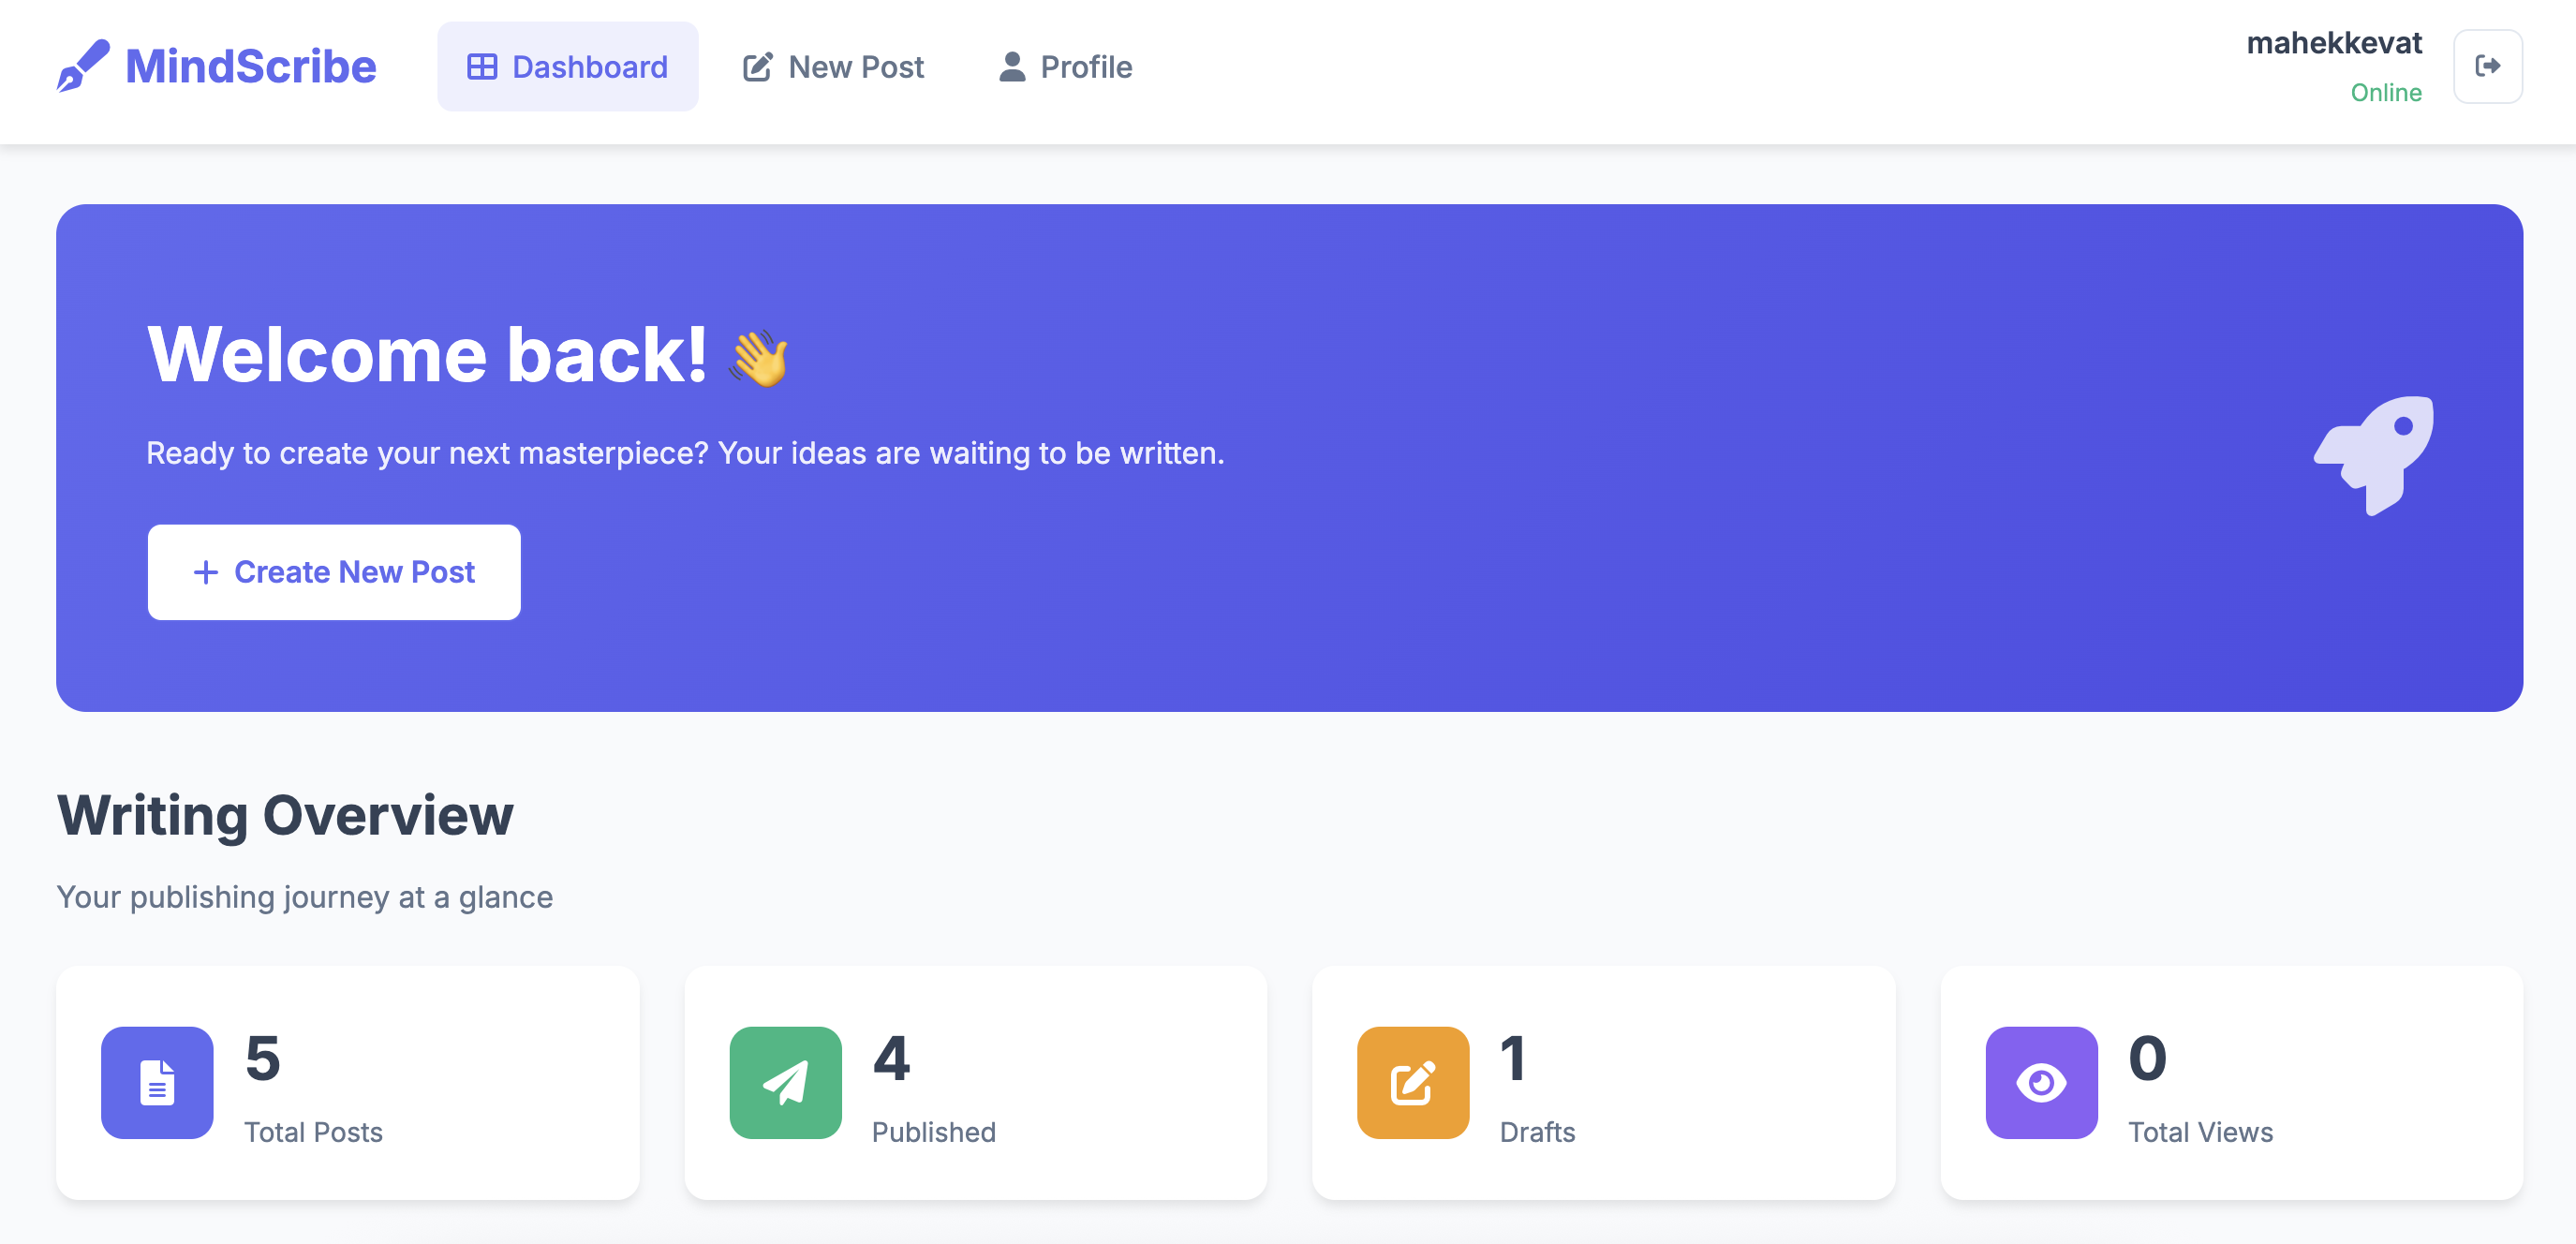 MindScribe
Dashboard
New Post
Profile
mahekkevat
Online
Welcome back! 👋
Ready to create your next masterpiece? Your ideas are waiting to be written.
+ Create New Post
Writing Overview
Your publishing journey at a glance
5
Total Posts
4
Published
1
Drafts
0
Total Views